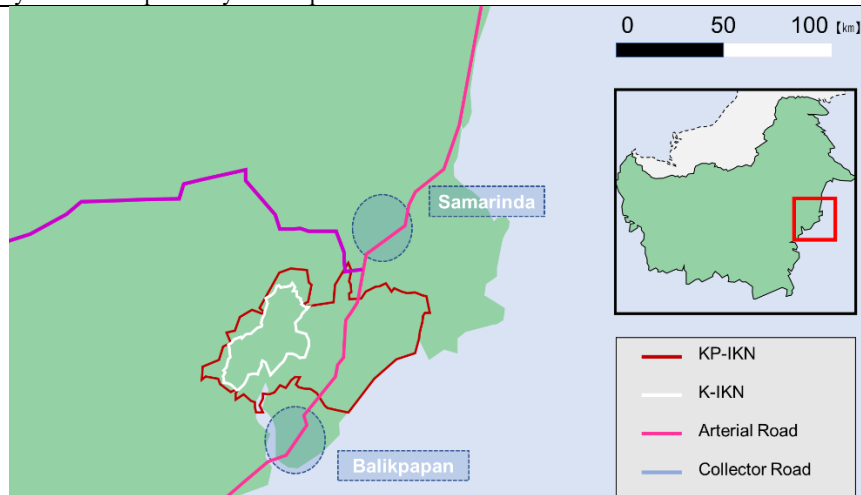 0 50 100 【km】
Samarinda
Balikpapan
KP-IKN
K-IKN
Arterial Road
Collector Road